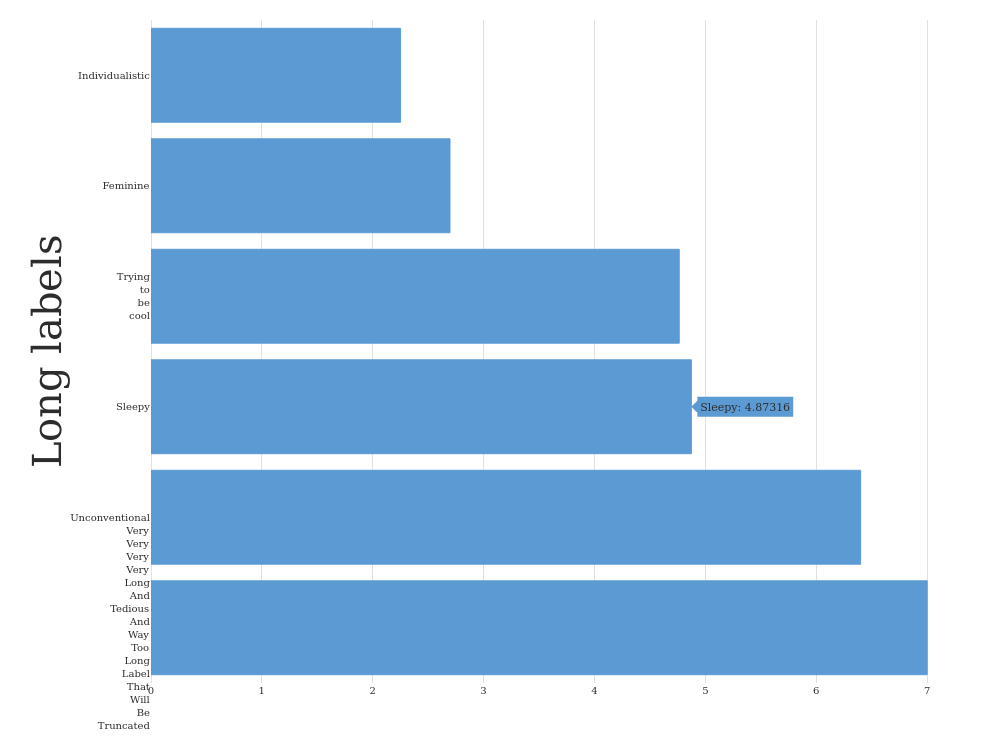 Long labels
Individualistic
Feminine
Trying
to
be
cool
Sleepy
Sleepy: 4.87316
Unconventional
Very
Very
Very
Very
Long
And
Tedious
And
Way
Too
Long
Label
That
Will
Be
Truncated
0 1 2 3 4 5 6 7